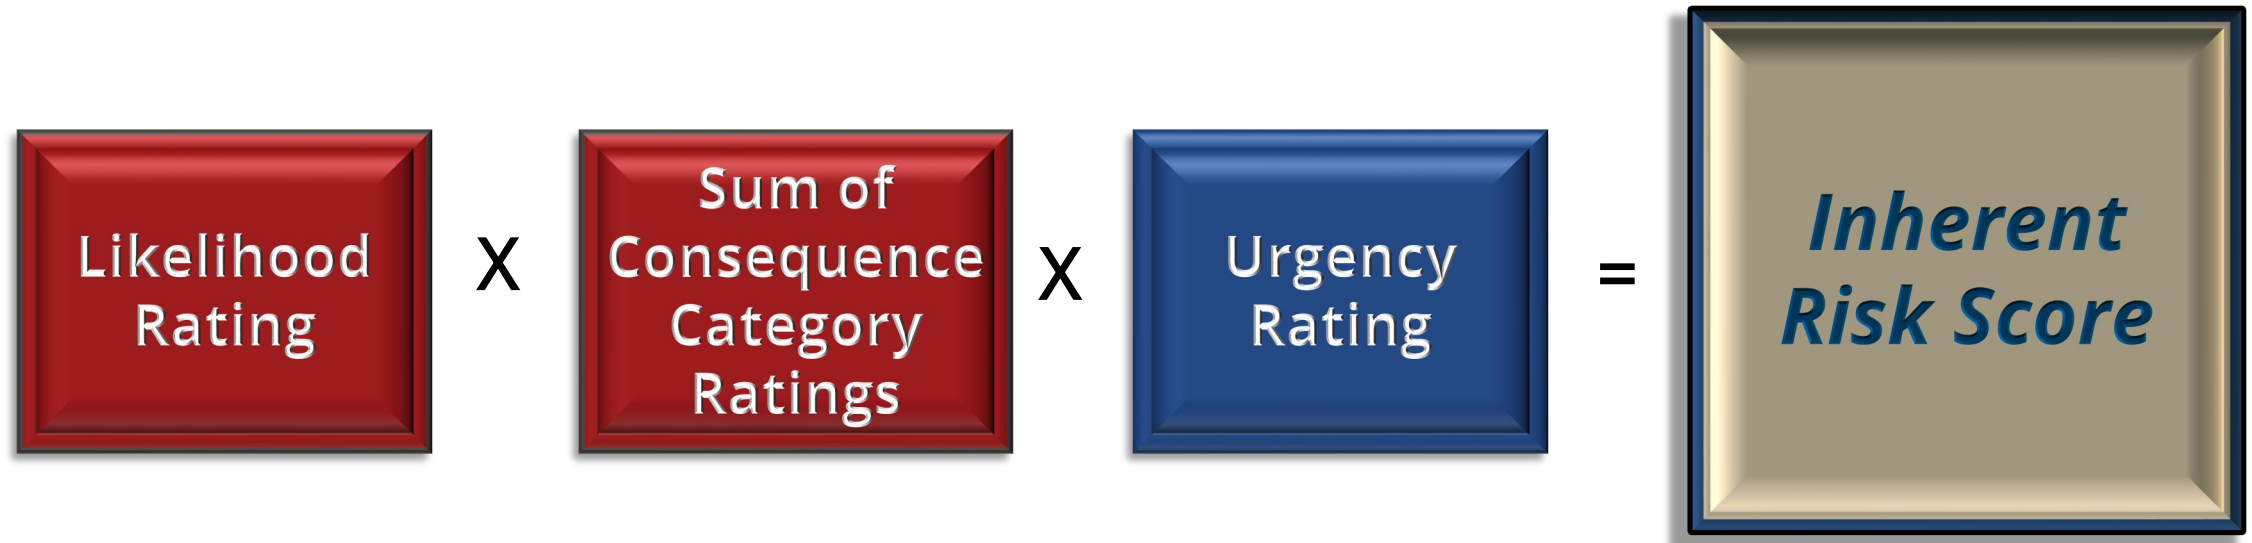 Likelihood
Rating
X
Sum of
Consequence
Category
Ratings
X
Urgency
Rating
=
Inherent
Risk Score